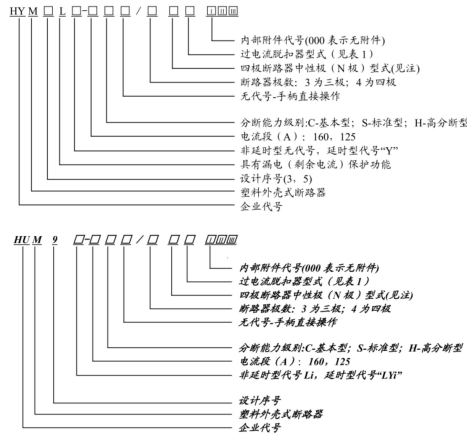 HY M □ L □-□ □ □ / □ □ □ ⅠⅡⅢ
内部附件代号(000 表示无附件)
过电流脱扣器型式(见表1)
四极断路器中性极(N 极)型式(见注)
断路器极数：3 为三极；4 为四极
无代号-手柄直接操作
分断能力级别:C-基本型；S-标准型；H-高分断型
电流段(A)：160，125
非延时型无代号，延时型代号“Y”
具有漏电(剩余电流)保护功能
设计序号(3，5)
塑料外壳式断路器
企业代号
HU M 9 □-□ □ □ / □ □ □ ⅠⅡⅢ
内部附件代号(000 表示无附件)
过电流脱扣器型式(见表1)
四极断路器中性极(N 极)型式(见注)
断路器极数：3 为三极；4 为四极
无代号-手柄直接操作
分断能力级别:C-基本型；S-标准型；H-高分断型
电流段(A)：160，125
非延时型代号 Li，延时型代号“LYi”
设计序号
塑料外壳式断路器
企业代号